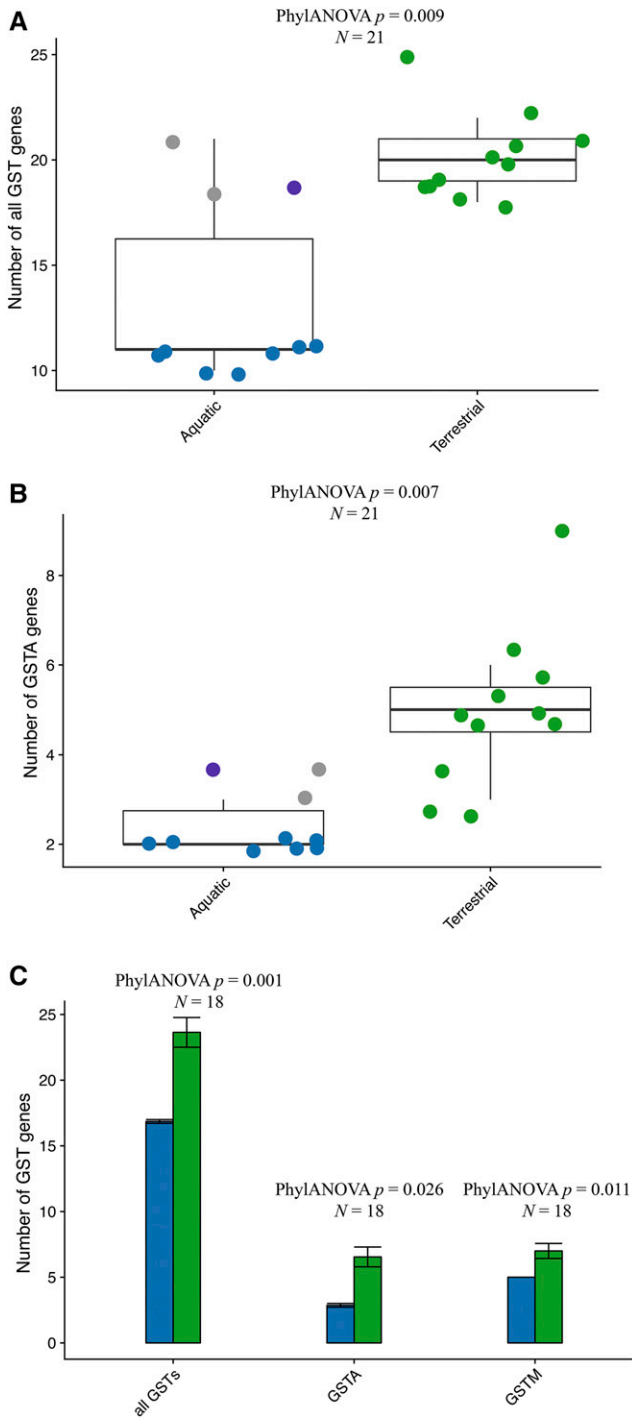 A
PhylANOVA p = 0.009
N = 21
Number of all GST genes
25
20
15
10
Aquatic
Terrestrial
B
PhylANOVA p = 0.007
N = 21
Number of GSTA genes
8
6
4
2
Aquatic
Terrestrial
C
PhylANOVA p = 0.001
N = 18
Number of GST genes
25
20
15
10
5
0
PhylANOVA p = 0.026
N = 18
PhylANOVA p = 0.011
N = 18
all GSTs
GSTA
GSTM